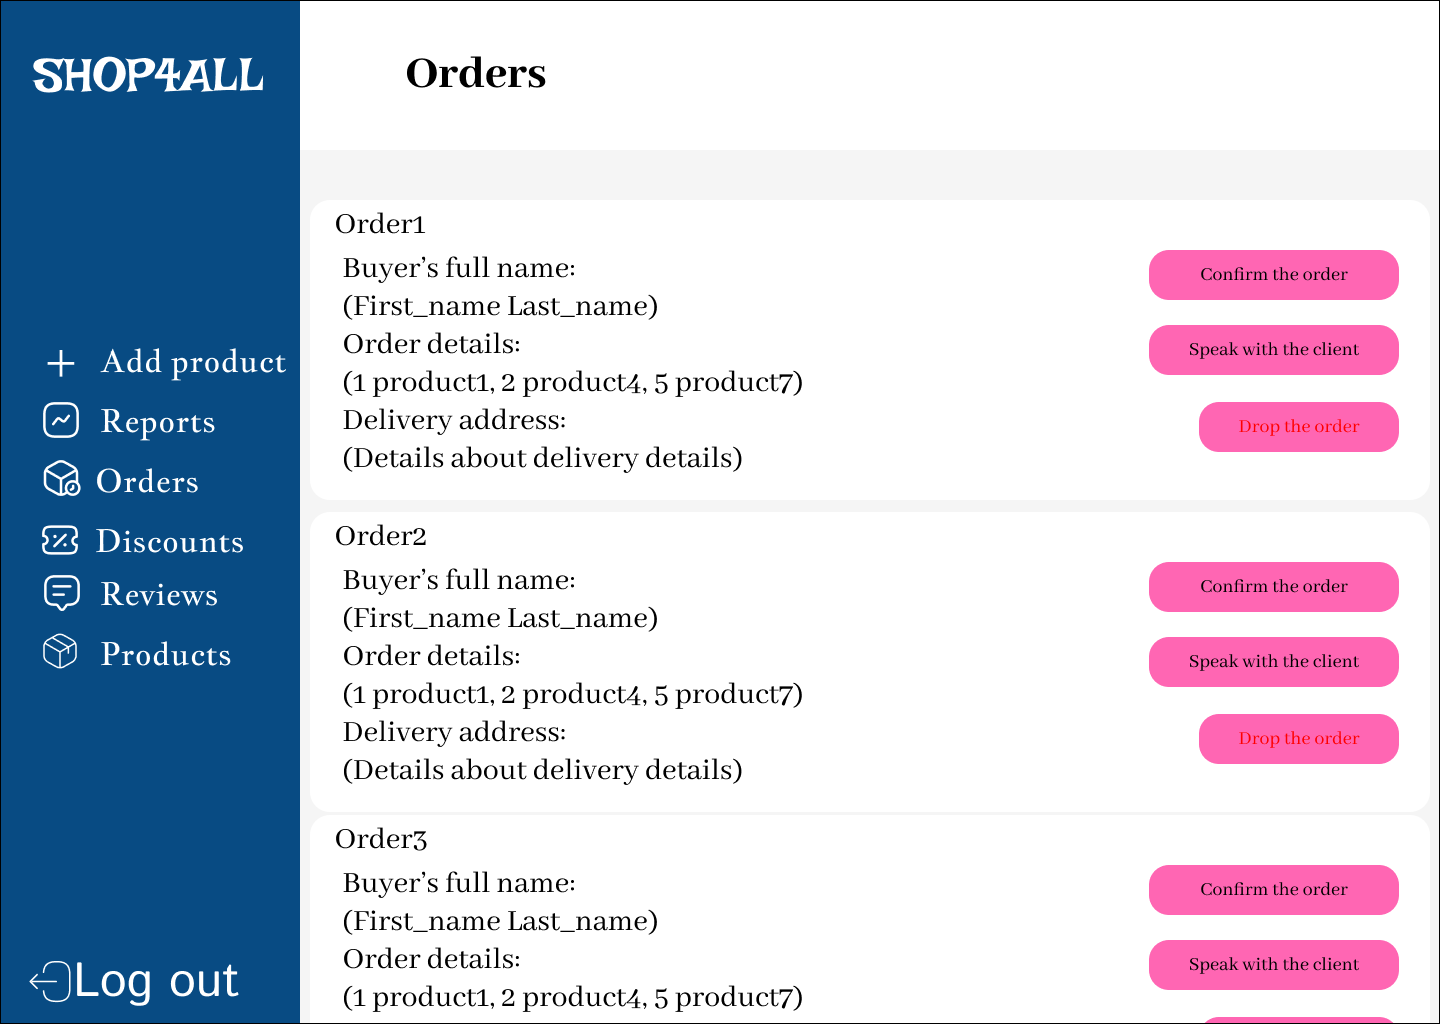 SHOP4ALL
Orders
Add product
Reports
Orders
Discounts
Reviews
Products
Log out
Order1
Buyer’s full name:
(First_name Last_name)
Order details:
(1 product1, 2 product4, 5 product7)
Delivery address:
(Details about delivery details)
Confirm the order
Speak with the client
Drop the order
Order2
Buyer’s full name:
(First_name Last_name)
Order details:
(1 product1, 2 product4, 5 product7)
Delivery address:
(Details about delivery details)
Confirm the order
Speak with the client
Drop the order
Order3
Buyer’s full name:
(First_name Last_name)
Order details:
(1 product1, 2 product4, 5 product7)
Confirm the order
Speak with the client